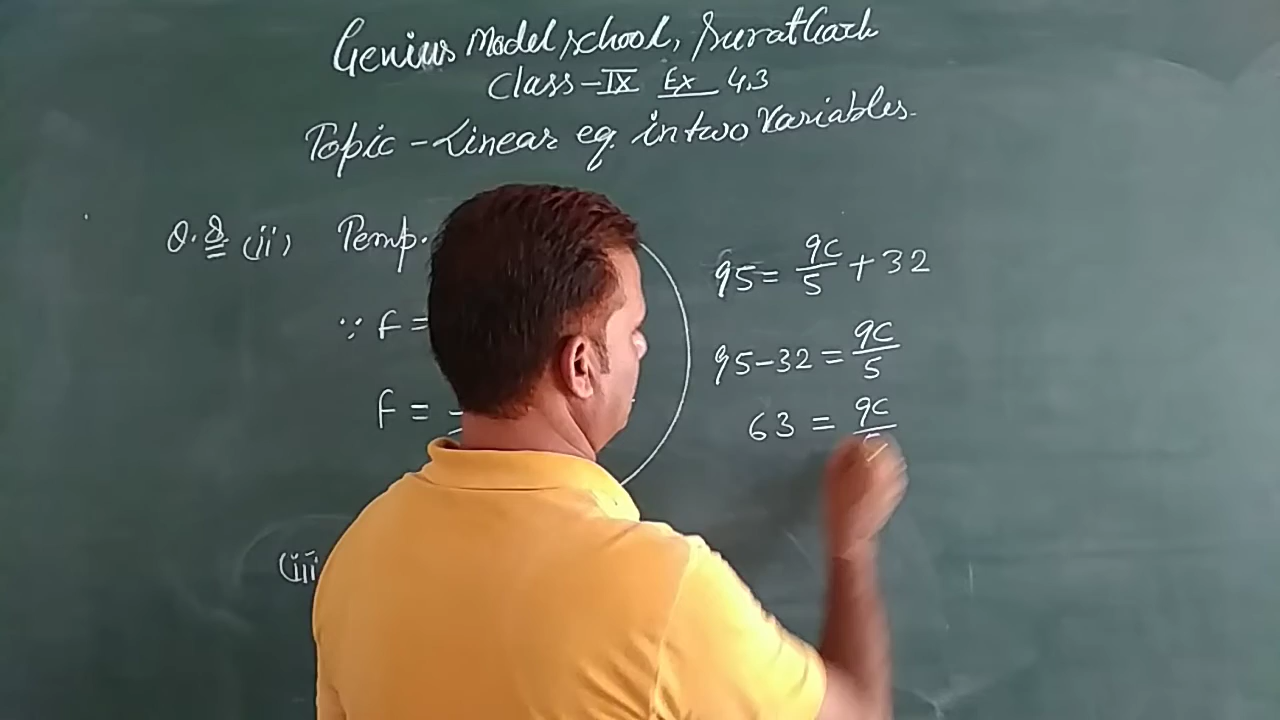 Genius Model school, SuratGarh
Class-IX Ex 4.3
Topic - Linear eq. in two Variables.
Q.8 (ii) Temp.
∵ F =
F =
(iii
95 = 9C/5 + 32
95-32 = 9C/5
63 = 9C/5